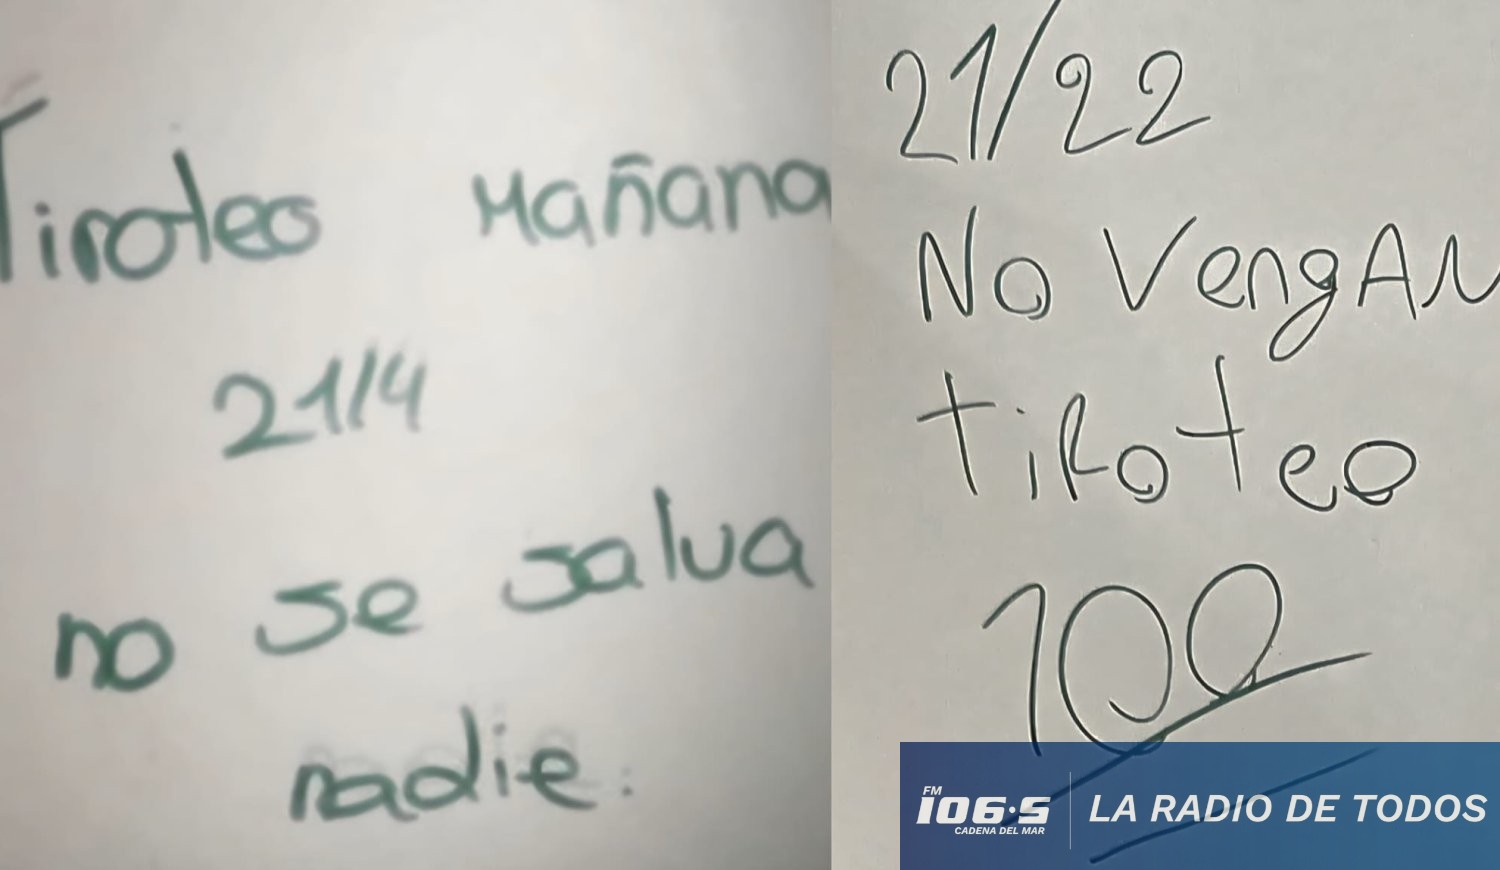 Tiroteo Mañana
21/4
no se salva
nadie.
21/22
No VengAN
tiRoteo
100
FM
106.5
CADENA DEL MAR
LA RADIO DE TODOS